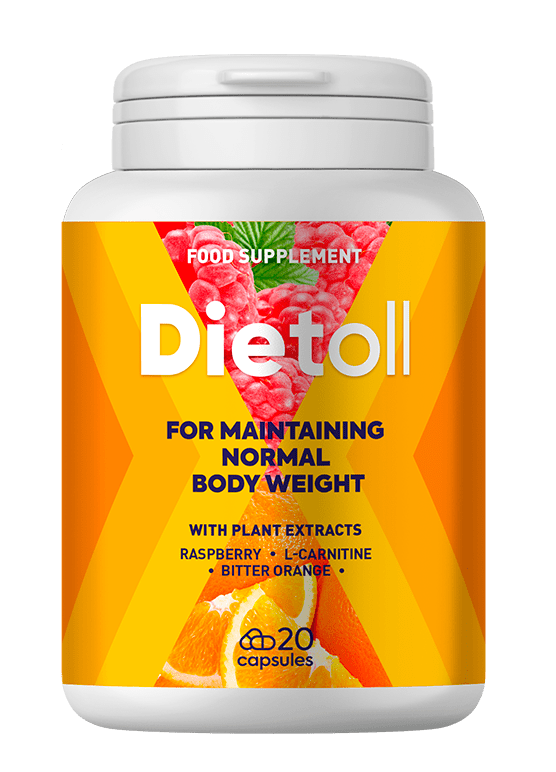 FOOD SUPPLEMENT
Dietoll
FOR MAINTAINING
NORMAL
BODY WEIGHT
WITH PLANT EXTRACTS
RASPBERRY • L-CARNITINE
• BITTER ORANGE •
20
capsules